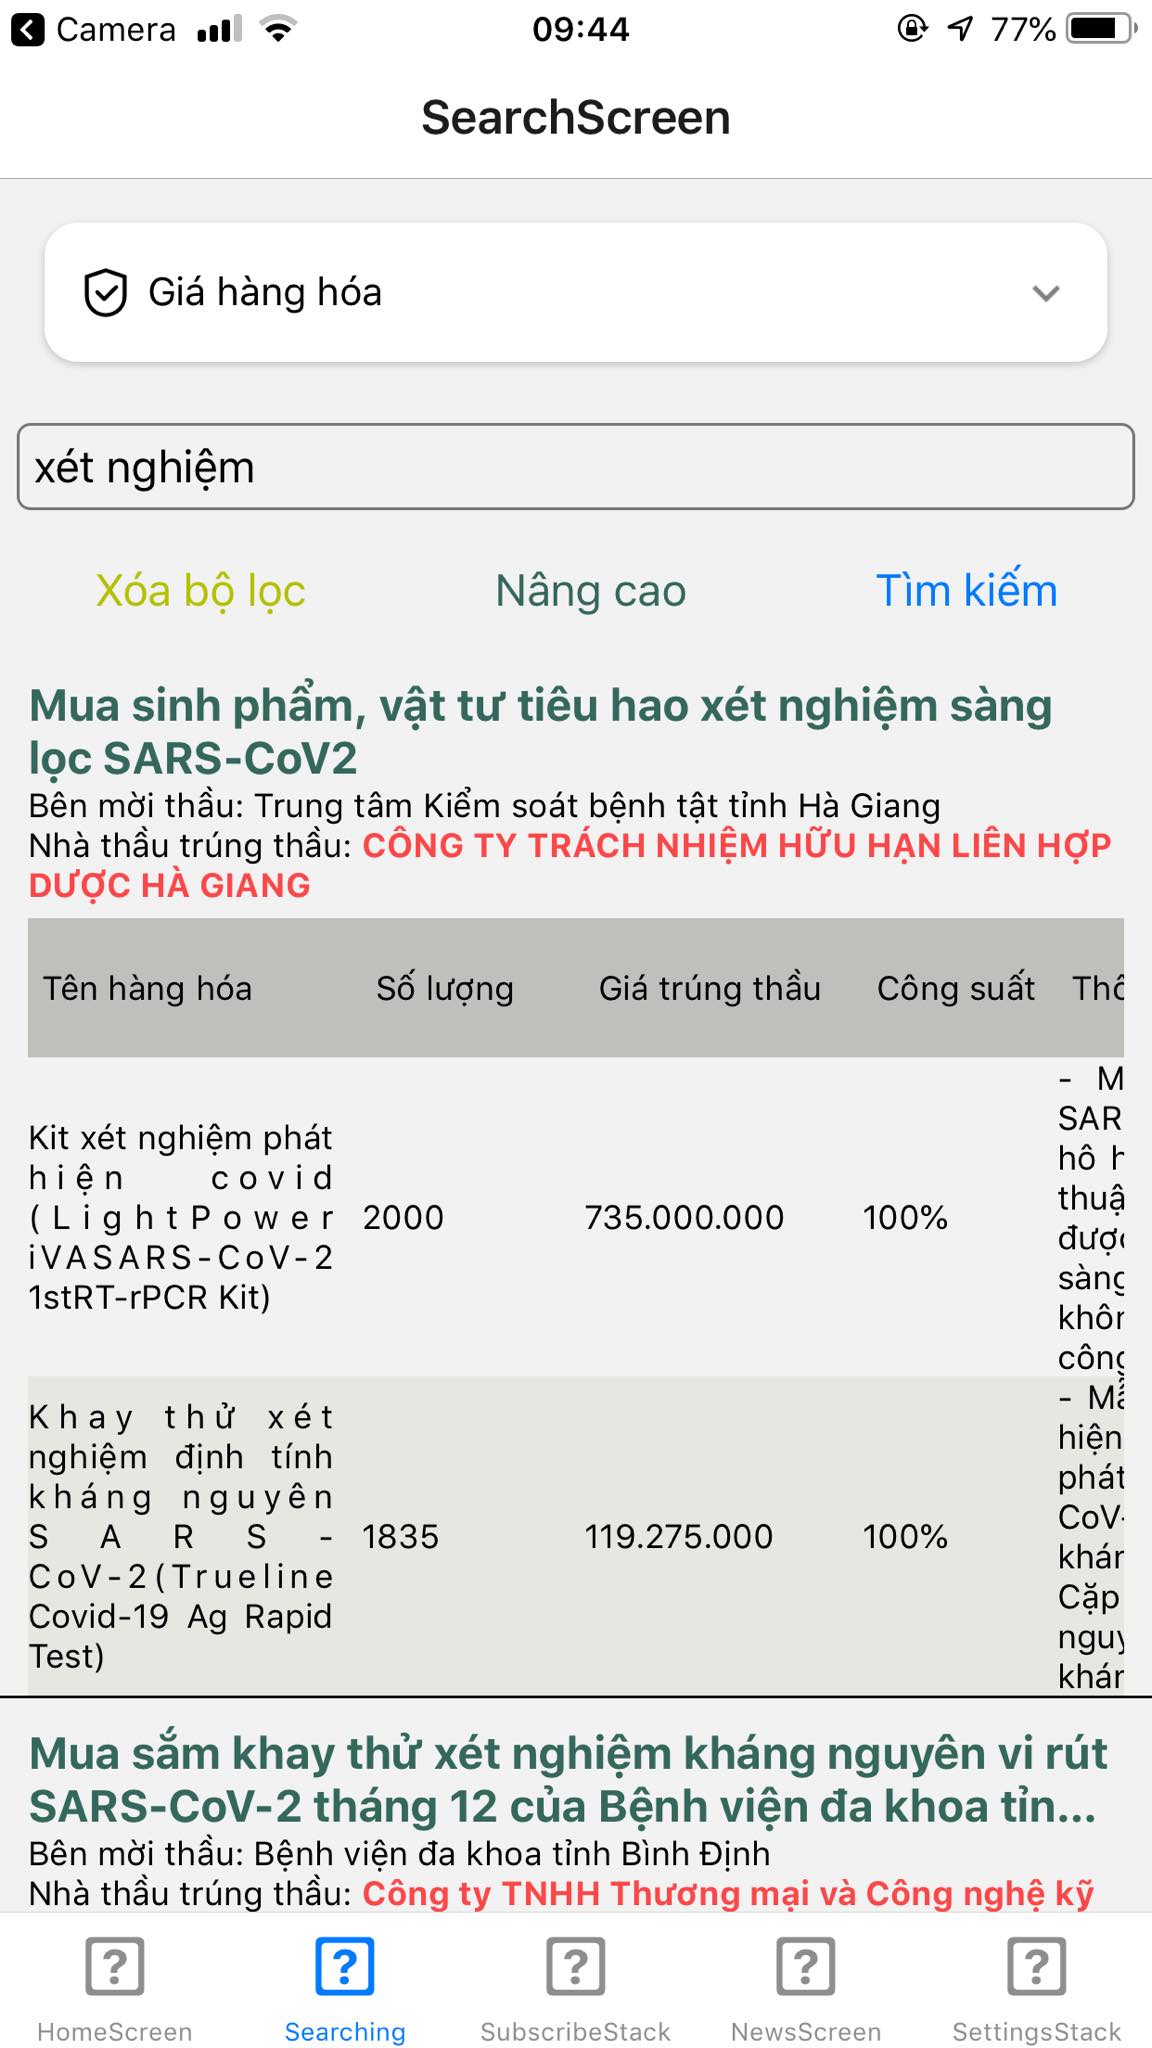 Camera 09:44 77%
SearchScreen
Giá hàng hóa
xét nghiệm
Xóa bộ lọc Nâng cao Tìm kiếm
Mua sinh phẩm, vật tư tiêu hao xét nghiệm sàng
lọc SARS-CoV2
Bên mời thầu: Trung tâm Kiểm soát bệnh tật tỉnh Hà Giang
Nhà thầu trúng thầu: CÔNG TY TRÁCH NHIỆM HỮU HẠN LIÊN HỢP
DƯỢC HÀ GIANG
Tên hàng hóa Số lượng Giá trúng thầu Công suất Thô
Kit xét nghiệm phát
hiện covid
(LightPower
iVASARS-CoV-2
1stRT-rPCR Kit)
2000 735.000.000 100%
- M
SAR
hô h
thuậ
được
sàng
khôn
công
Khay thử xét
nghiệm định tính
kháng nguyên
SARS-
CoV-2(Trueline
Covid-19 Ag Rapid
Test)
1835 119.275.000 100%
- Mẫ
hiện
phát
CoV-
khán
Cặp
nguy
khán
Mua sắm khay thử xét nghiệm kháng nguyên vi rút
SARS-CoV-2 tháng 12 của Bệnh viện đa khoa tỉn...
Bên mời thầu: Bệnh viện đa khoa tỉnh Bình Định
Nhà thầu trúng thầu: Công ty TNHH Thương mại và Công nghệ kỹ
HomeScreen Searching SubscribeStack NewsScreen SettingsStack